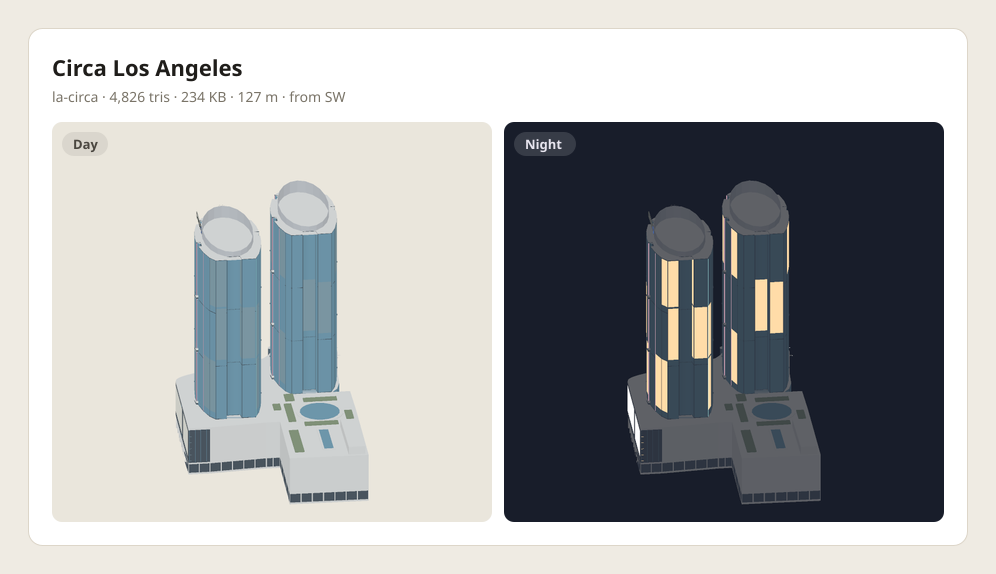 Circa Los Angeles
la-circa · 4,826 tris · 234 KB · 127 m · from SW
Day
Night